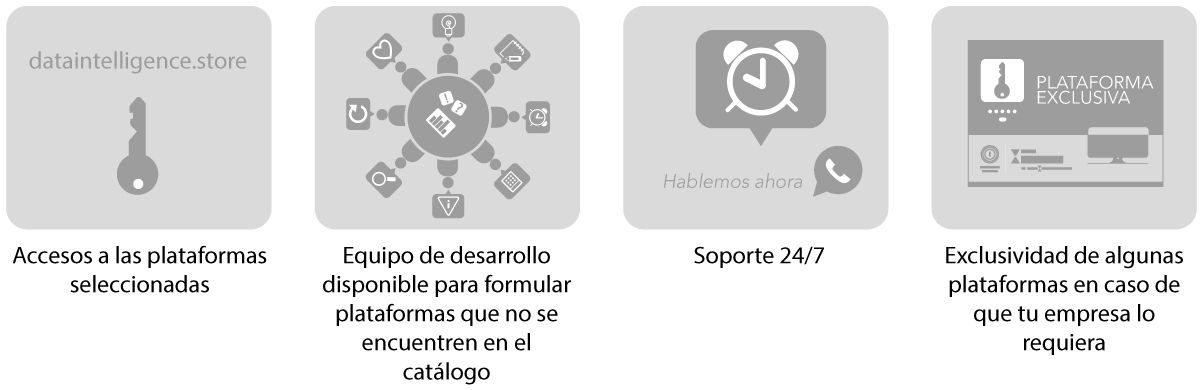 dataintelligence.store
Accesos a las plataformas
seleccionadas
Equipo de desarrollo
disponible para formular
plataformas que no se
encuentren en el
catálogo
Hablemos ahora
Soporte 24/7
PLATAFORMA
EXCLUSIVA
Exclusividad de algunas
plataformas en caso de
que tu empresa lo
requiera